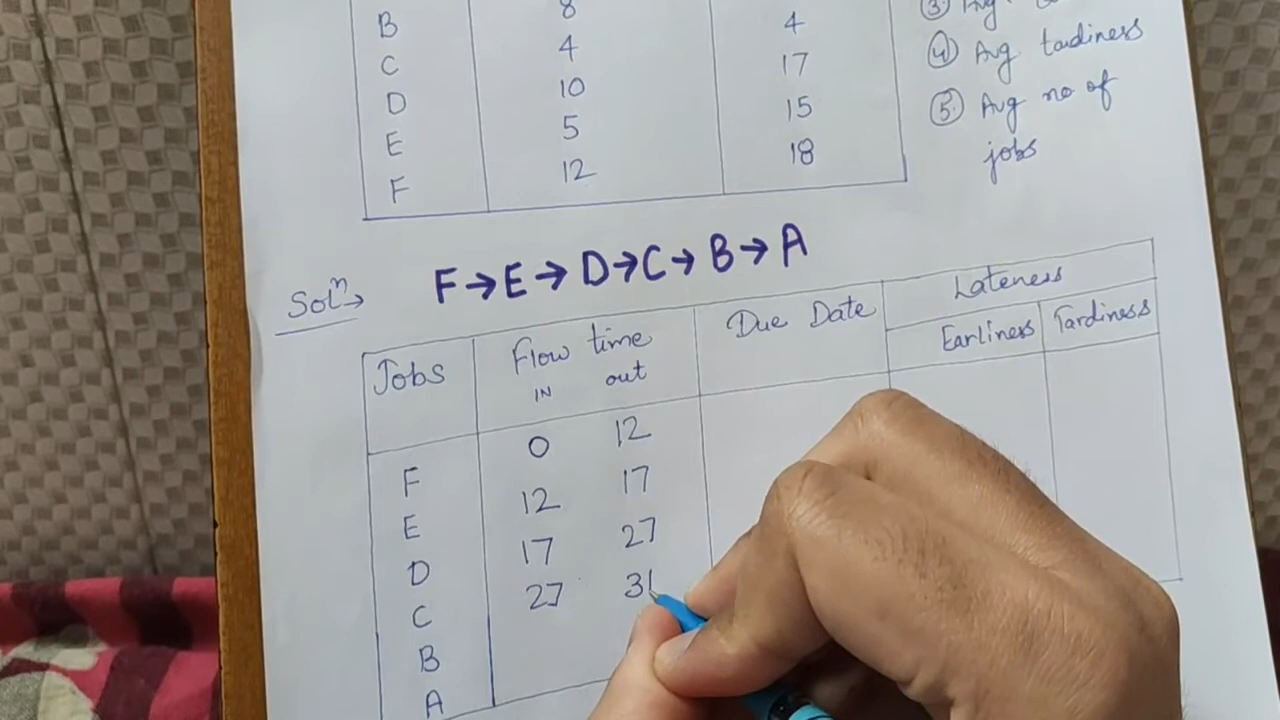 B 8 4
C 4 17
D 10 15
E 5 18
F 12
③
④ Avg tardiness
⑤ Avg no of
jobs
Solⁿ→ F→E→D→C→B→A
Jobs Flow time Due Date Lateness
IN out Earliness Tardiness
F 0 12
E 12 17
D 17 27
C 27 31
B
A